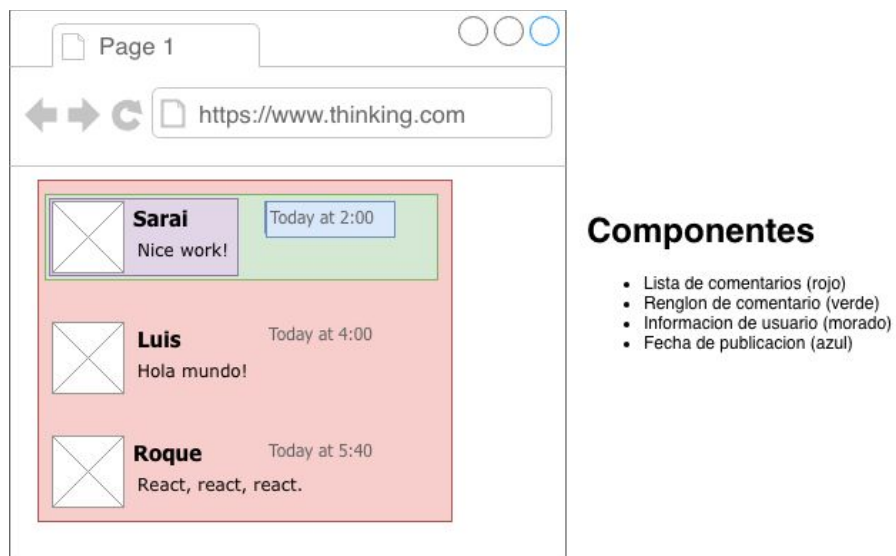 Page 1
https://www.thinking.com
Sarai
Today at 2:00
Nice work!
Luis
Today at 4:00
Hola mundo!
Roque
Today at 5:40
React, react, react.
Componentes
Lista de comentarios (rojo)
Renglon de comentario (verde)
Informacion de usuario (morado)
Fecha de publicacion (azul)